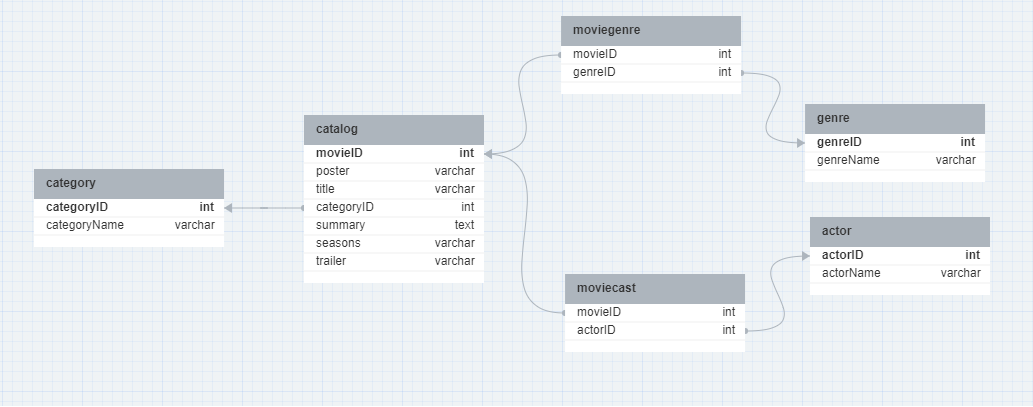 moviegenre
movieID int
genreID int
catalog
movieID int
poster varchar
title varchar
categoryID int
summary text
seasons varchar
trailer varchar
category
categoryID int
categoryName varchar
genre
genreID int
genreName varchar
actor
actorID int
actorName varchar
moviecast
movieID int
actorID int